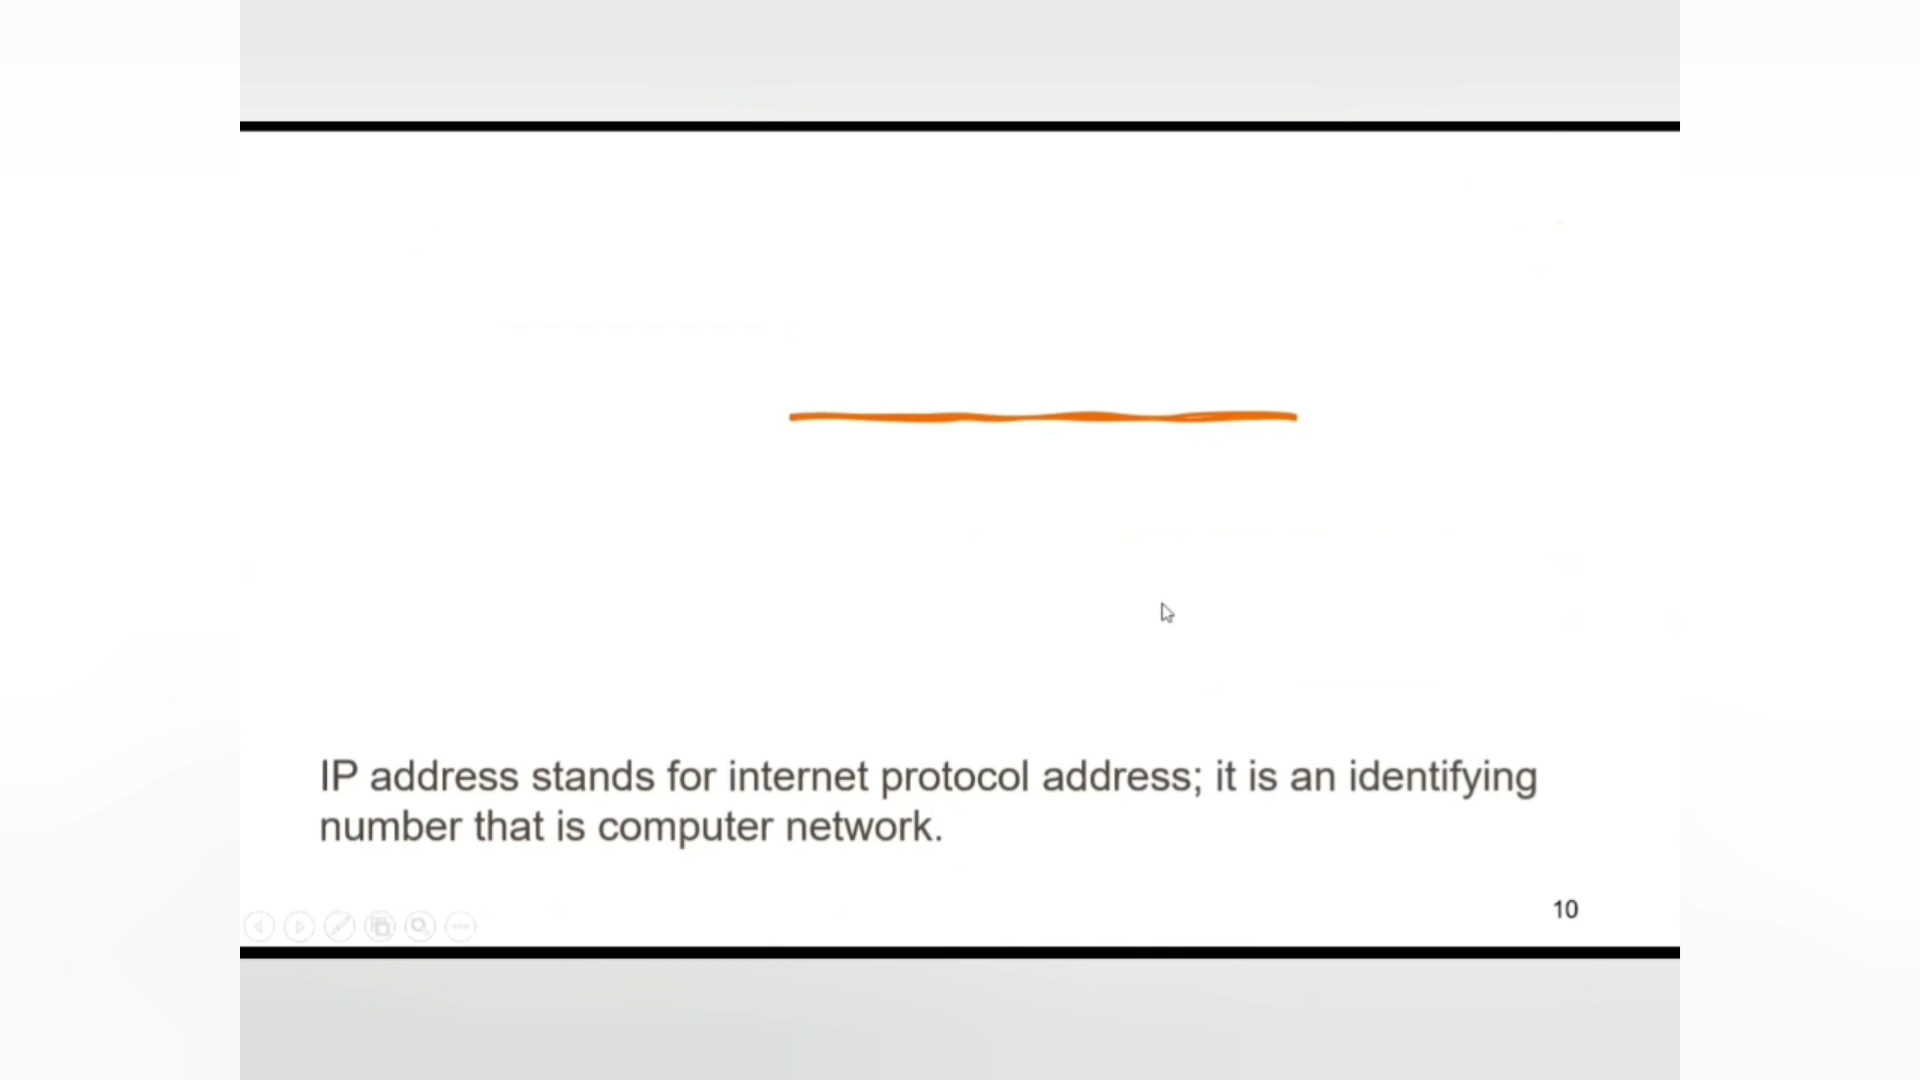 IP address stands for internet protocol address; it is an identifying
number that is computer network.
10